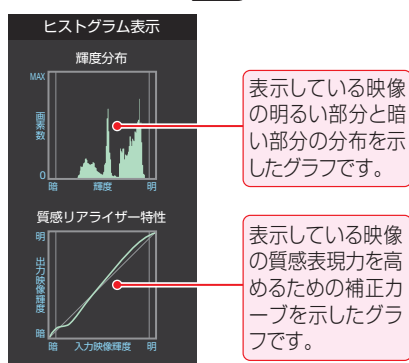 ヒストグラム表示
輝度分布
MAX
画素数
0
暗 輝度 明
表示している映像
の明るい部分と暗
い部分の分布を示
したグラフです。
質感リアライザー特性
明
出力映像輝度
暗
暗 入力映像輝度 明
表示している映像
の質感表現力を高
めるための補正カ
ーブを示したグラ
フです。